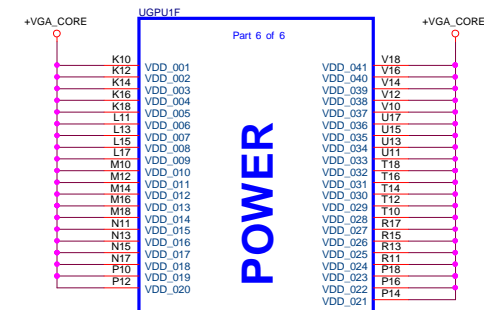 UGPU1F
+VGA_CORE
+VGA_CORE
Part 6 of 6
K10 VDD_001
K12 VDD_002
K14 VDD_003
K16 VDD_004
K18 VDD_005
L11 VDD_006
L13 VDD_007
L15 VDD_008
L17 VDD_009
M10 VDD_010
M12 VDD_011
M14 VDD_012
M16 VDD_013
M18 VDD_014
N11 VDD_015
N13 VDD_016
N15 VDD_017
N17 VDD_018
P10 VDD_019
P12 VDD_020
POWER
VDD_041 V18
VDD_040 V16
VDD_039 V14
VDD_038 V12
VDD_037 V10
VDD_036 U17
VDD_035 U15
VDD_034 U13
VDD_033 U11
VDD_032 T18
VDD_031 T16
VDD_030 T14
VDD_029 T12
VDD_028 T10
VDD_027 R17
VDD_026 R15
VDD_025 R13
VDD_024 R11
VDD_023 P18
VDD_022 P16
VDD_021 P14